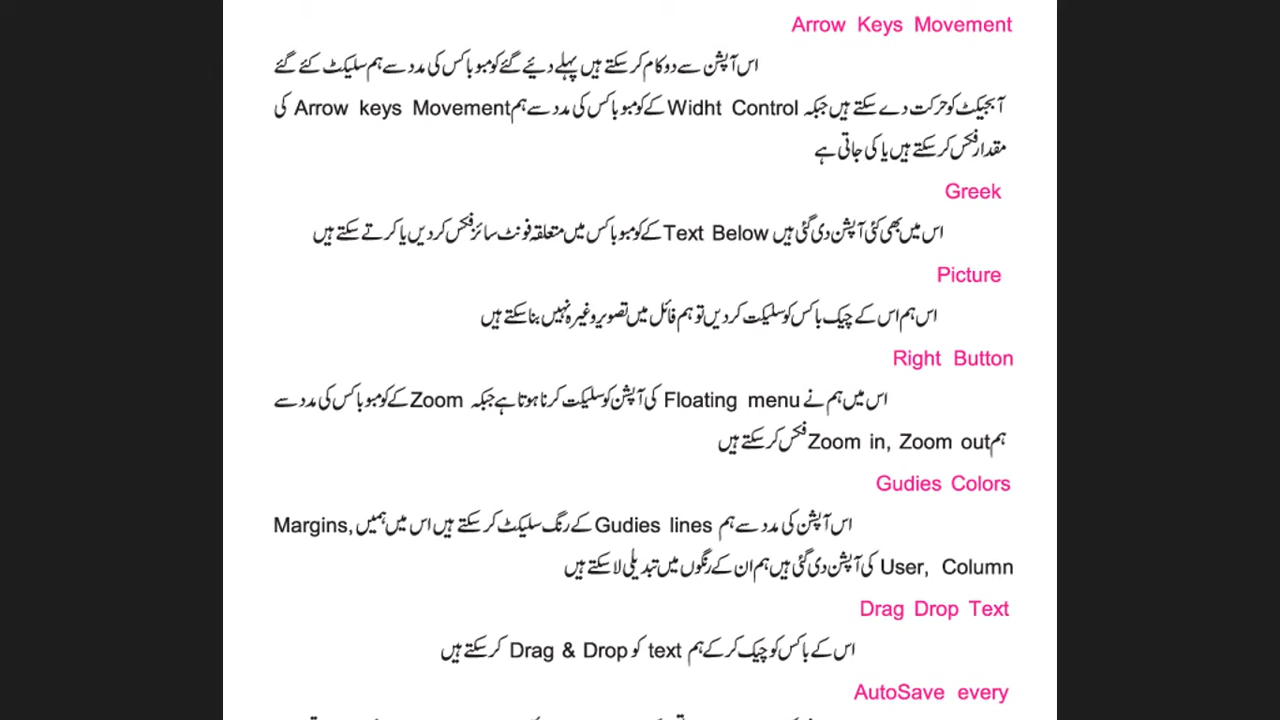 Arrow Keys Movement
اس آپشن سے دو کام کر سکتے ہیں پہلے دیئے گئے کومبو باکس کی مدد سے ہم سلیکٹ کئے گئے
آبجیکٹ کو حرکت دے سکتے ہیں جبکہ Widht Control کے کومبو باکس کی مدد سے ہم Arrow keys Movement کی
مقدار فکس کر سکتے ہیں یا کی جاتی ہے
Greek
اس میں بھی کئی آپشن دی گئی ہیں Text Below کے کومبو باکس میں متعلقہ فونٹ سائز فکس کر دیں یا کرتے سکتے ہیں
Picture
اس ہم اس کے چیک باکس کو سلیکت کر دیں تو ہم فائل میں تصویر وغیرہ نہیں بنا سکتے ہیں
Right Button
اس میں ہم نے Floating menu کی آپشن کو سلیکت کرنا ہوتا ہے جبکہ Zoom کے کومبو باکس کی مدد سے
ہم Zoom in, Zoom out فکس کر سکتے ہیں
Gudies Colors
اس آپشن کی مدد سے ہم Gudies lines کے رنگ سلیکٹ کر سکتے ہیں اس میں ہمیں Margins,
User, Column کی آپشن دی گئی ہیں ہم ان کے رنگوں میں تبدیلی لا سکتے ہیں
Drag Drop Text
اس کے باکس کو چیک کر کے ہم text کو Drag & Drop کر سکتے ہیں
AutoSave every